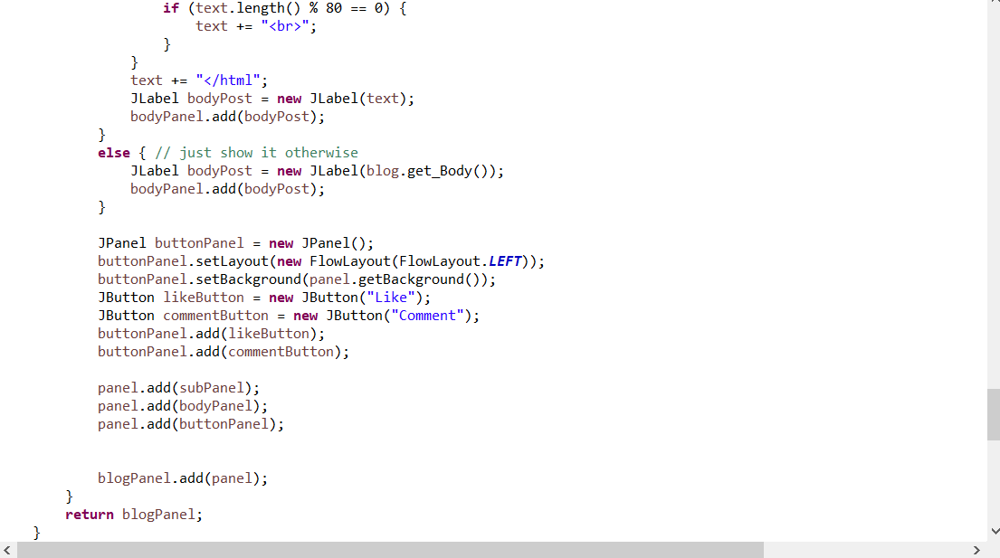 if (text.length() % 80 == 0) {
text += "<br>";
}
}
text += "</html";
JLabel bodyPost = new JLabel(text);
bodyPanel.add(bodyPost);
}
else { // just show it otherwise
JLabel bodyPost = new JLabel(blog.get_Body());
bodyPanel.add(bodyPost);
}
JPanel buttonPanel = new JPanel();
buttonPanel.setLayout(new FlowLayout(FlowLayout.LEFT));
buttonPanel.setBackground(panel.getBackground());
JButton likeButton = new JButton("Like");
JButton commentButton = new JButton("Comment");
buttonPanel.add(likeButton);
buttonPanel.add(commentButton);
panel.add(subPanel);
panel.add(bodyPanel);
panel.add(buttonPanel);
blogPanel.add(panel);
}
return blogPanel;
}